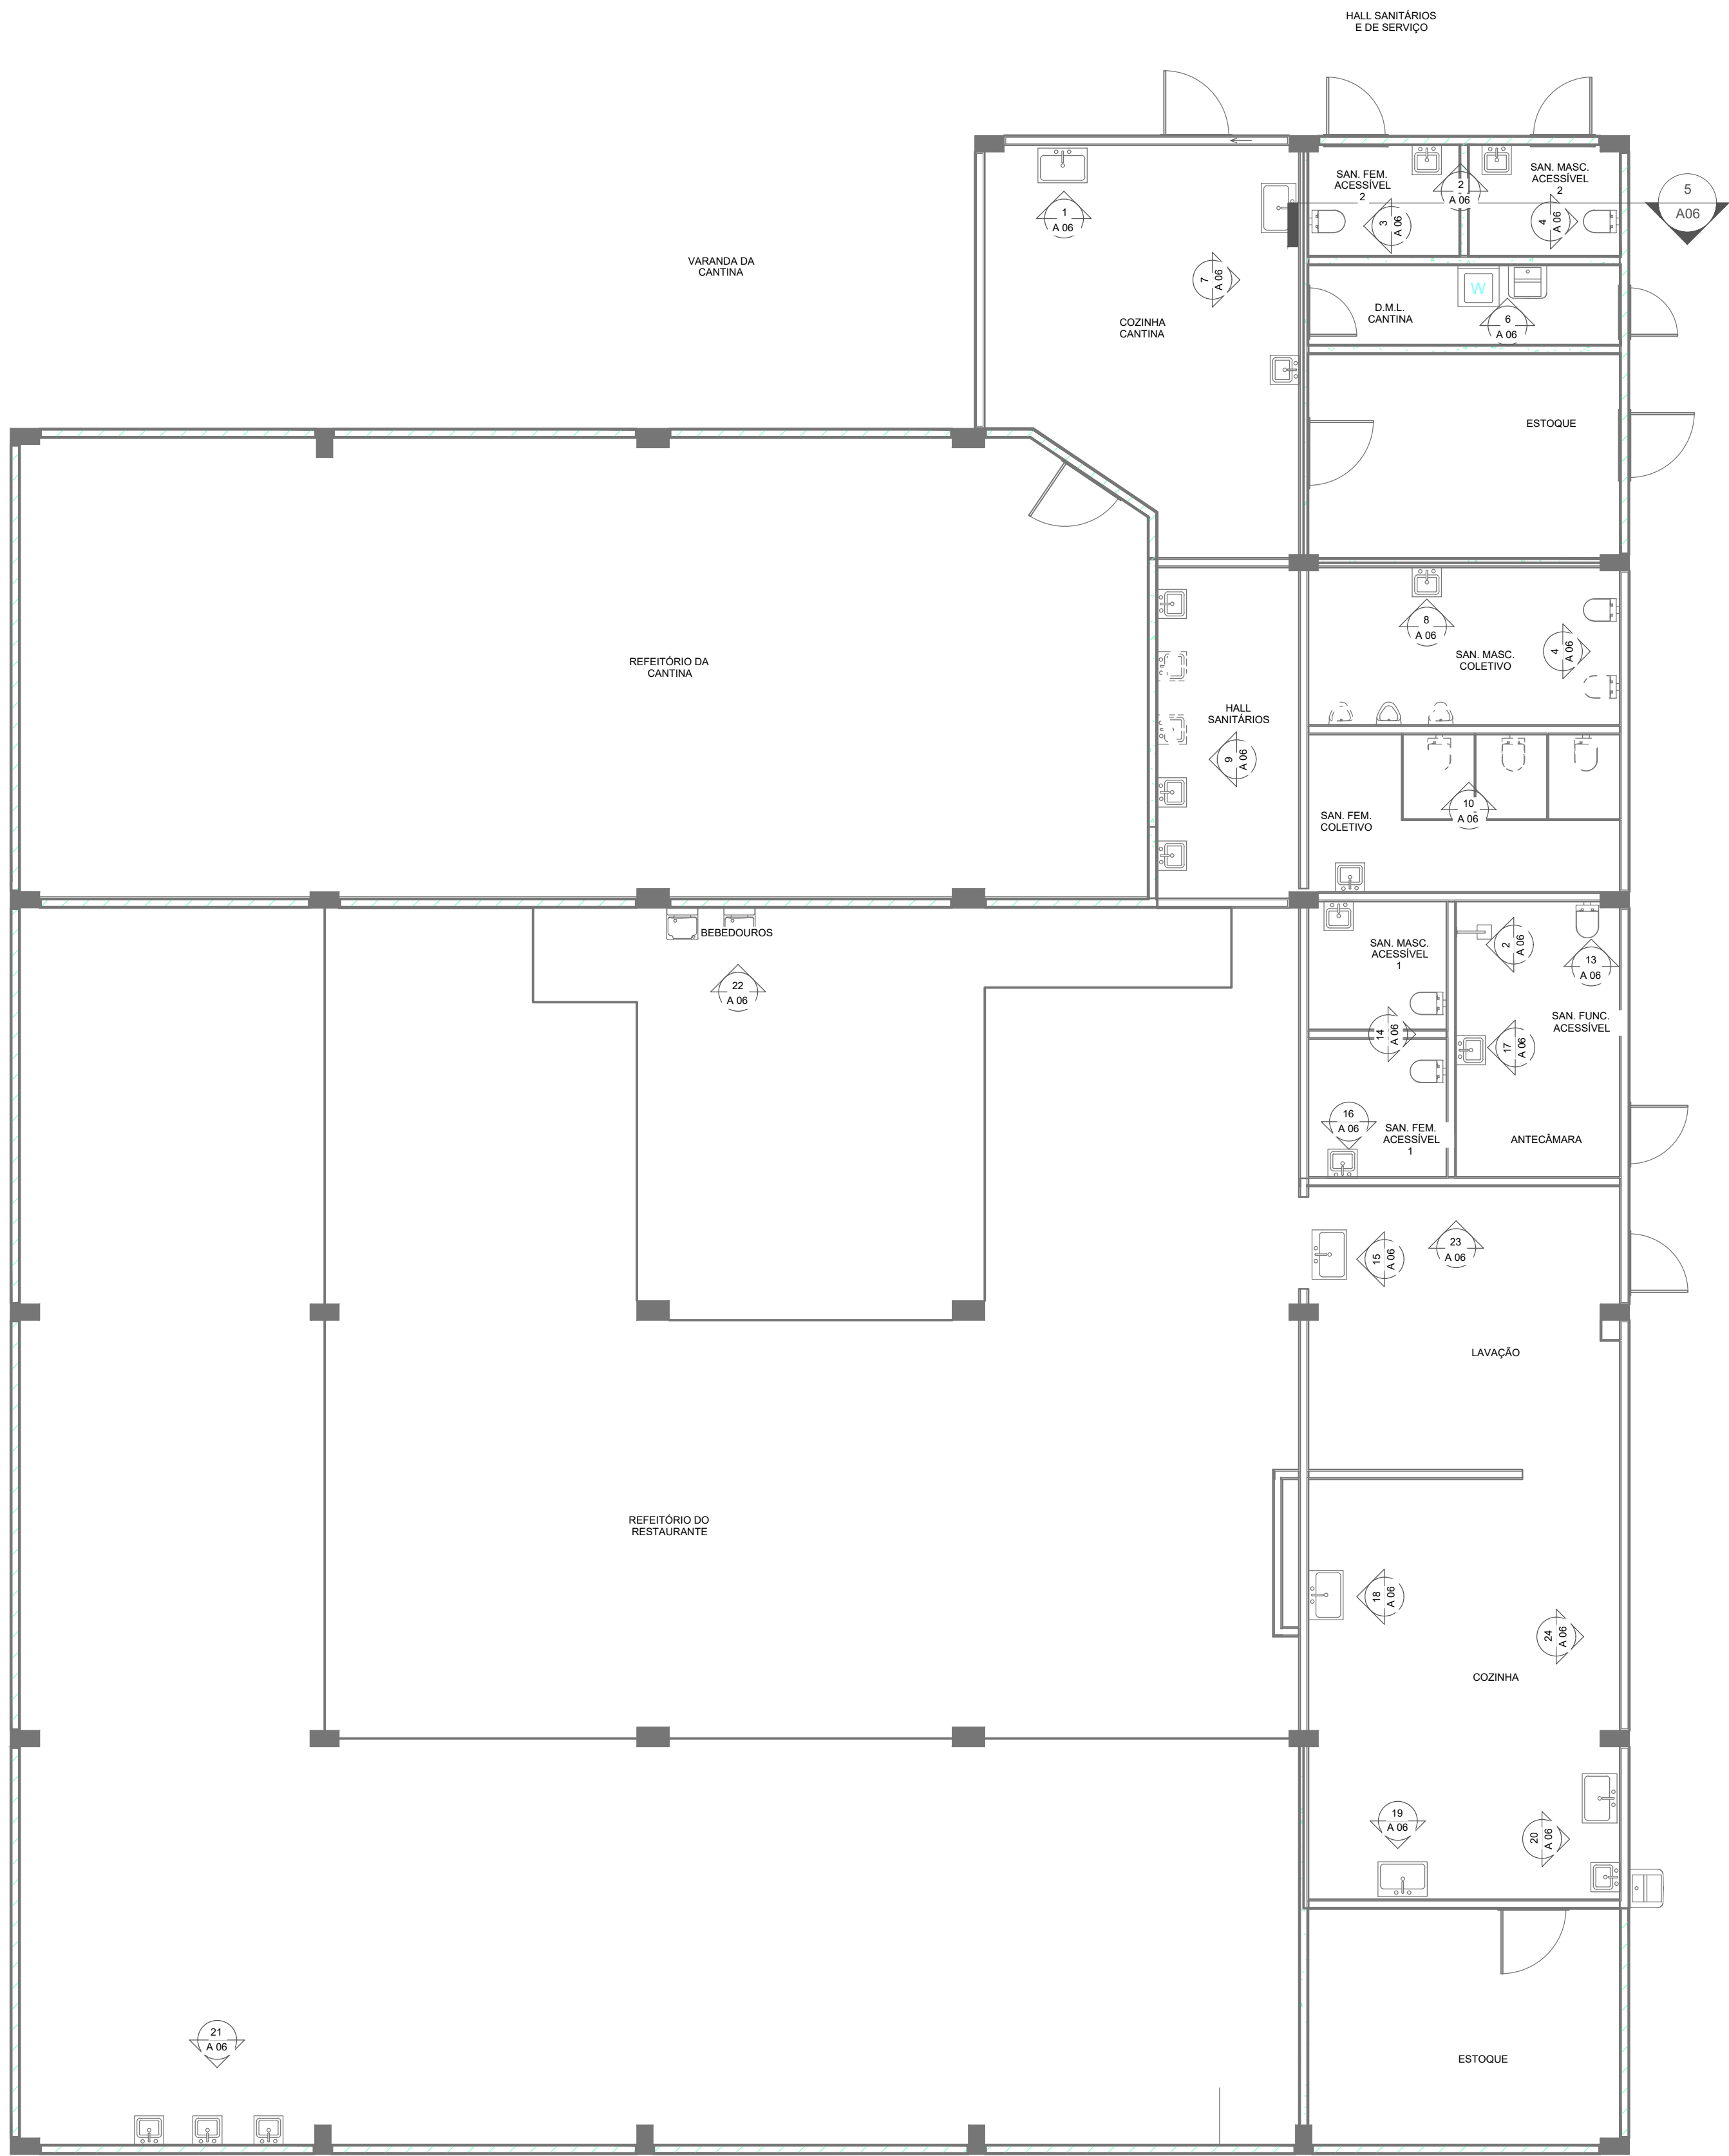 HALL SANITÁRIOS
E DE SERVIÇO
SAN. FEM.
ACESSÍVEL
2
2
A 06
SAN. MASC.
ACESSÍVEL
2
5
A06
1
A 06
3
A 06
4
A 06
VARANDA DA
CANTINA
7
A 06
W
D.M.L.
CANTINA
6
A 06
COZINHA
CANTINA
ESTOQUE
8
A 06
SAN. MASC.
COLETIVO
4
A 06
REFEITÓRIO DA
CANTINA
HALL
SANITÁRIOS
9
A 06
10
A 06
SAN. FEM.
COLETIVO
BEBEDOUROS
22
A 06
SAN. MASC.
ACESSÍVEL
1
2
A 06
13
A 06
SAN. FUNC.
ACESSÍVEL
14
A 06
17
A 06
16
A 06
SAN. FEM.
ACESSÍVEL
1
ANTECÂMARA
15
A 06
23
A 06
LAVAÇÃO
REFEITÓRIO DO
RESTAURANTE
18
A 06
24
A 06
COZINHA
19
A 06
20
A 06
21
A 06
ESTOQUE